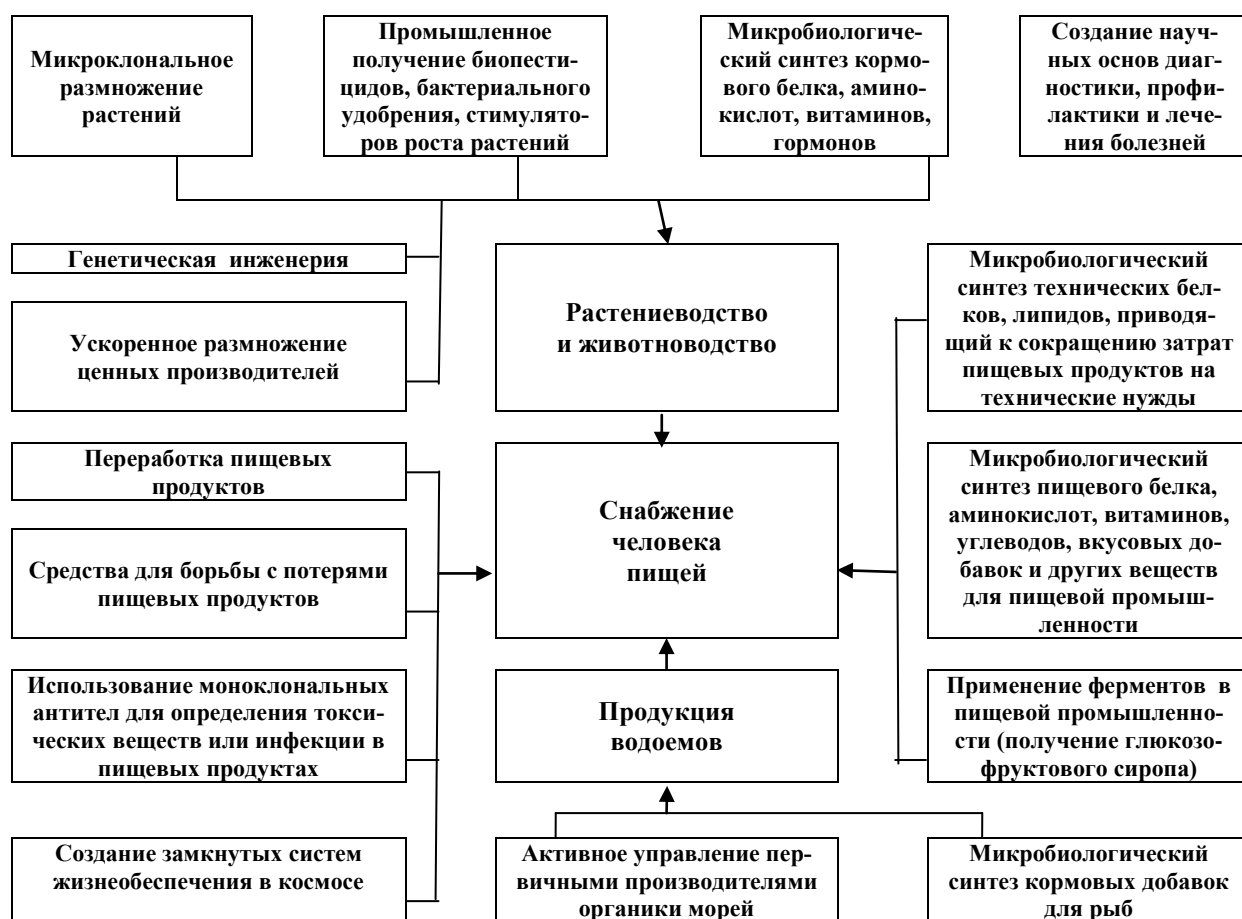 Микроклональное
размножение
растений
Промышленное
получение биопести-
цидов, бактериального
удобрения, стимулято-
ров роста растений
Микробиологиче-
ский синтез кормо-
вого белка, амино-
кислот, витаминов,
гормонов
Создание науч-
ных основ диаг-
ностики, профи-
лактики и лече-
ния болезней
Генетическая инженерия
Ускоренное размножение
ценных производителей
Растениеводство
и животноводство
Микробиологический
синтез технических бел-
ков, липидов, приводя-
щий к сокращению затрат
пищевых продуктов на
технические нужды
Переработка пищевых
продуктов
Средства для борьбы с потерями
пищевых продуктов
Снабжение
человека
пищей
Микробиологический
синтез пищевого белка,
аминокислот, витаминов,
углеводов, вкусовых до-
бавок и других веществ
для пищевой промыш-
ленности
Использование моноклональных
антител для определения токси-
ческих веществ или инфекции в
пищевых продуктах
Продукция
водоемов
Применение ферментов в
пищевой промышленно-
сти (получение глюкозо-
фруктового сиропа)
Создание замкнутых систем
жизнеобеспечения в космосе
Активное управление пер-
вичными производителями
органики морей
Микробиологический
синтез кормовых добавок
для рыб